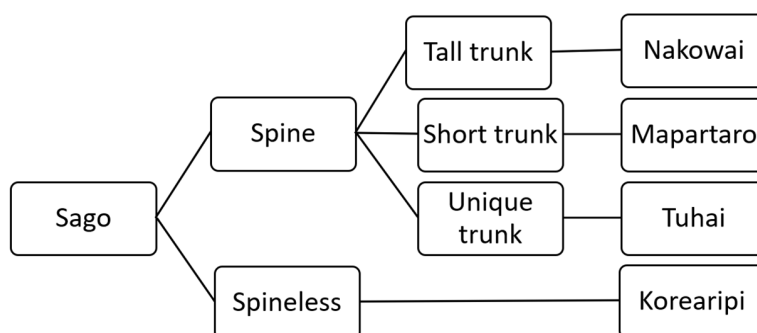 Tall trunk
Nakowai
Spine
Short trunk
Mapartaro
Sago
Unique
trunk
Tuhai
Spineless
Korearipi